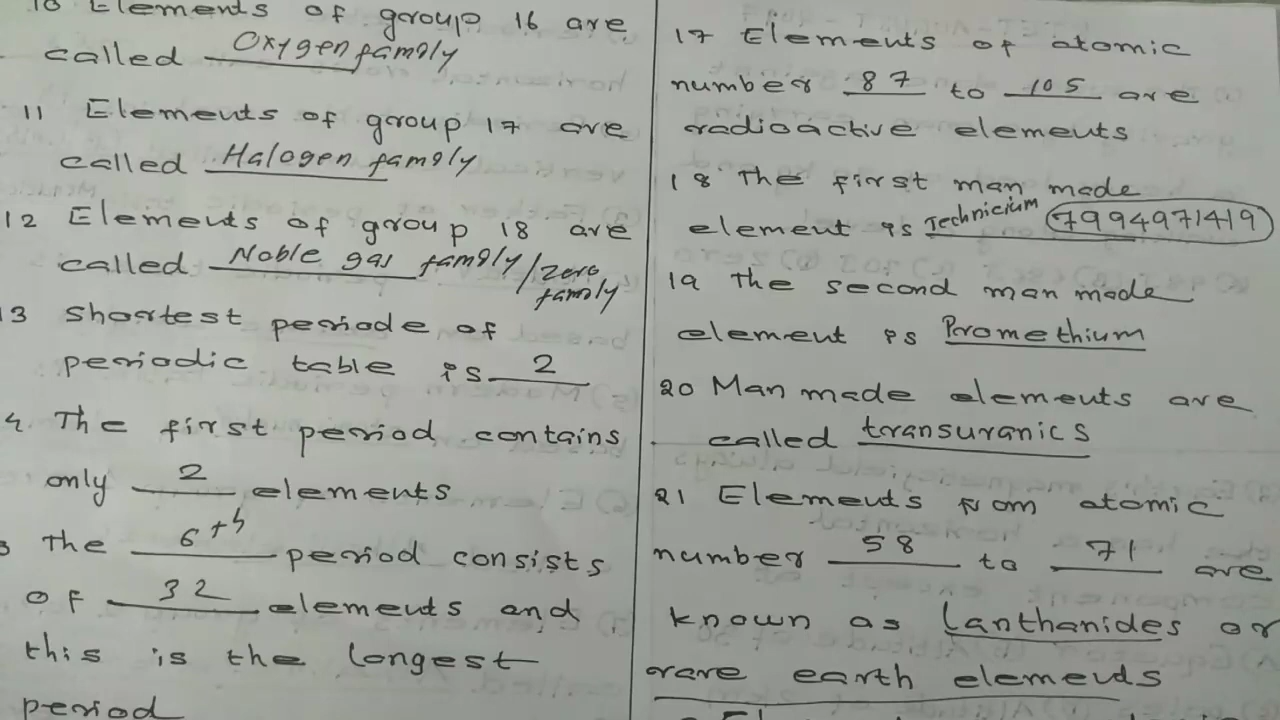 10 Elements of group 16 are
called Oxygen family
11 Elements of group 17 are
called Halogen family
12 Elements of group 18 are
called Noble gas family/zero
family
13 shortest periode of
periodic table is 2
4 The first period contains
only 2 elements
The 6th period consists
of 32 elements and
this is the longest
period
17 Elements of atomic
number 87 to 105 are
radioactive elements
18 The first man made
element is Technicium 7994971419
19 The second man made
element is Promethium
20 Man made elements are
called transuranics
21 Elements from atomic
number 58 to 71 are
known as lanthanides or
rare earth elements